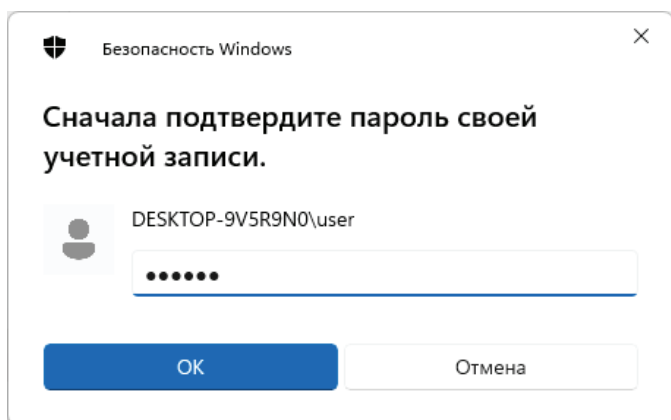 Безопасность Windows
Сначала подтвердите пароль своей
учетной записи.
DESKTOP-9V5R9N0\user
••••••
OK
Отмена